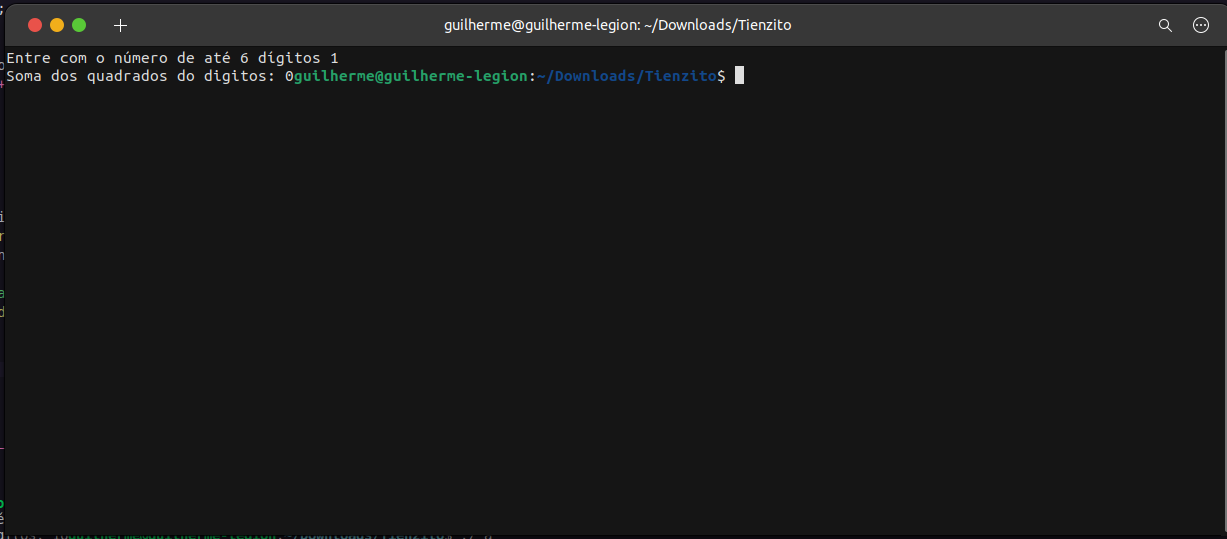 guilherme@guilherme-legion: ~/Downloads/Tienzito
Entre com o número de até 6 dígitos 1
Soma dos quadrados do digitos: 0guilherme@guilherme-legion:~/Downloads/Tienzito$